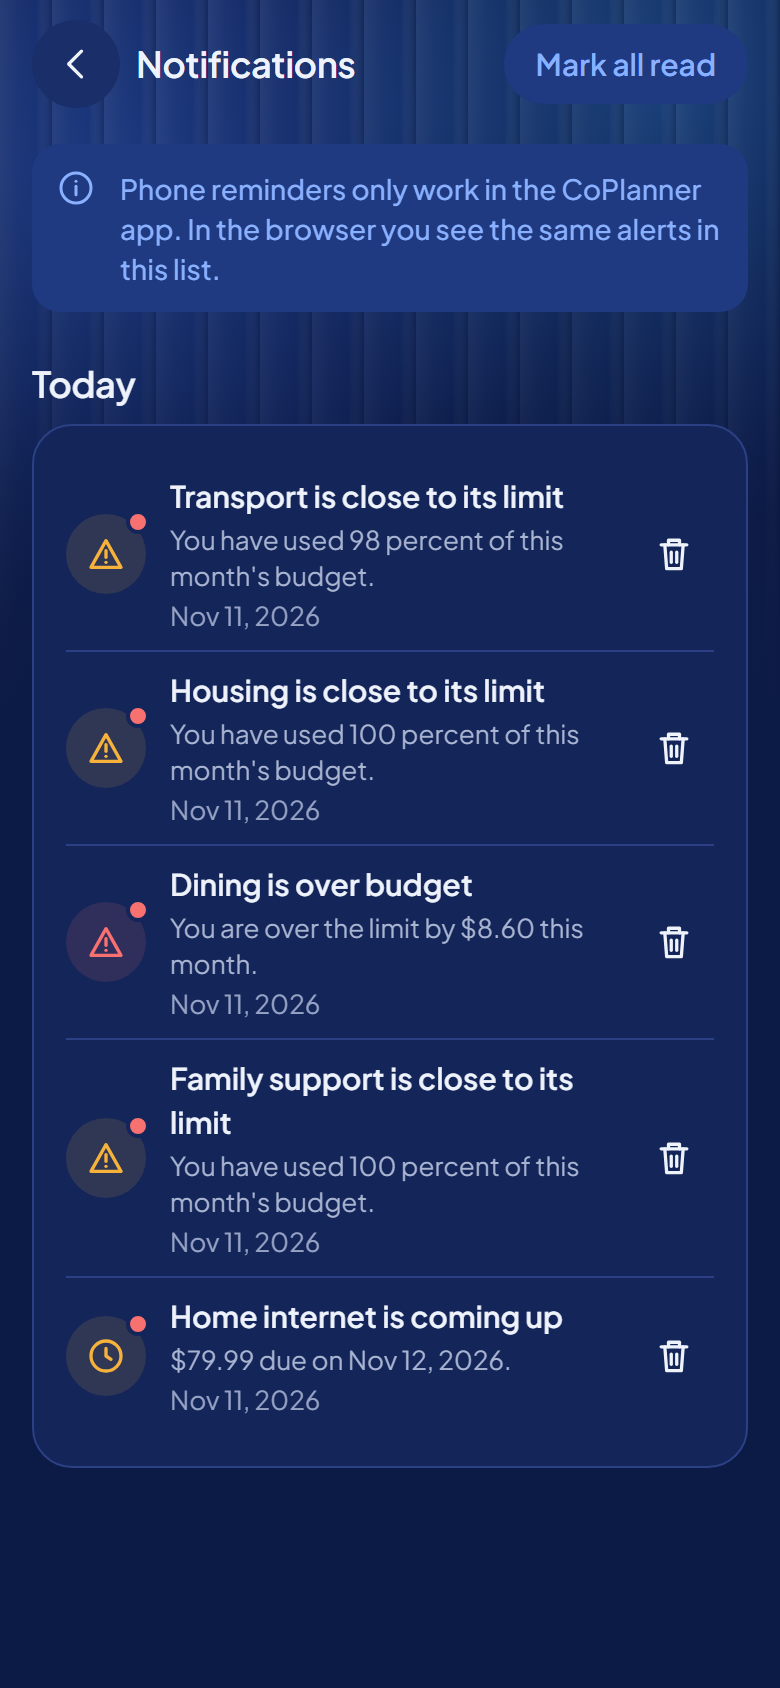 Notifications
Mark all read
Phone reminders only work in the CoPlanner
app. In the browser you see the same alerts in
this list.
Today
Transport is close to its limit
You have used 98 percent of this
month's budget.
Nov 11, 2026
Housing is close to its limit
You have used 100 percent of this
month's budget.
Nov 11, 2026
Dining is over budget
You are over the limit by $8.60 this
month.
Nov 11, 2026
Family support is close to its
limit
You have used 100 percent of this
month's budget.
Nov 11, 2026
Home internet is coming up
$79.99 due on Nov 12, 2026.
Nov 11, 2026